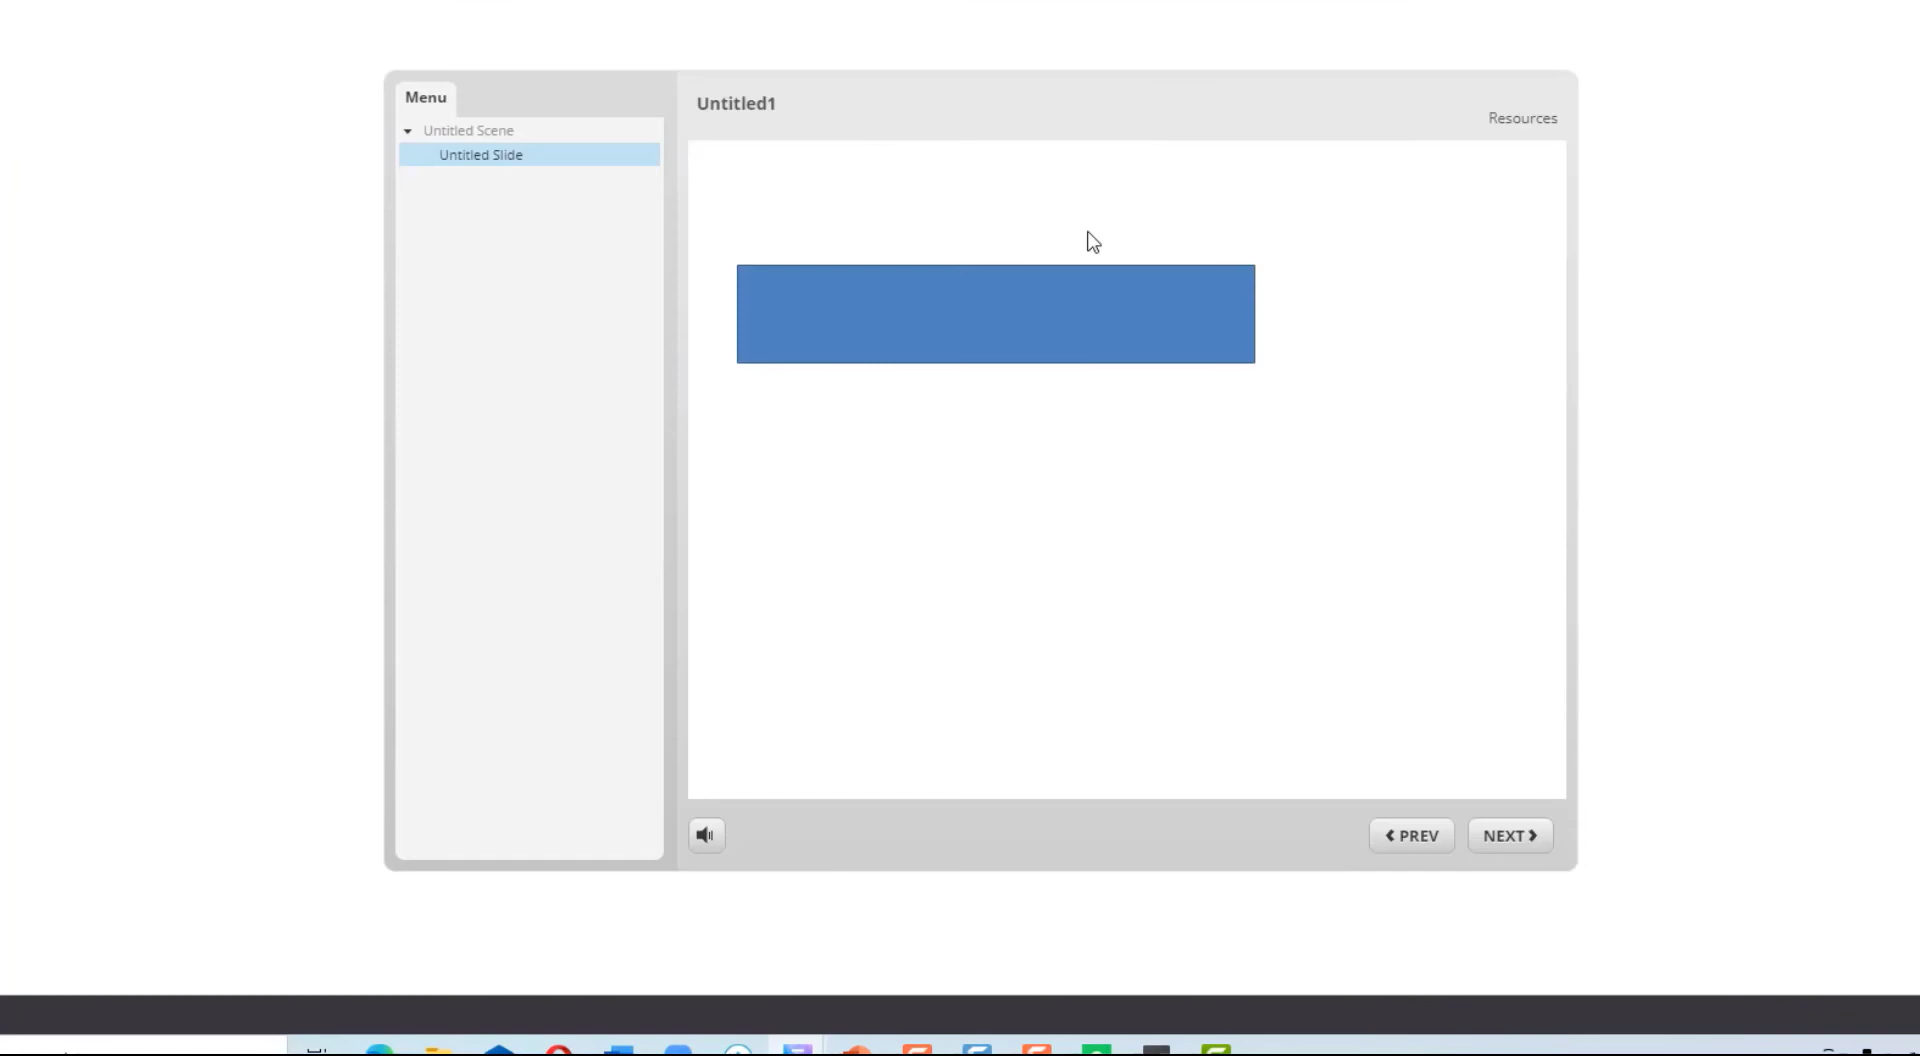 Menu
Untitled1
Resources
Untitled Scene
Untitled Slide
PREV
NEXT